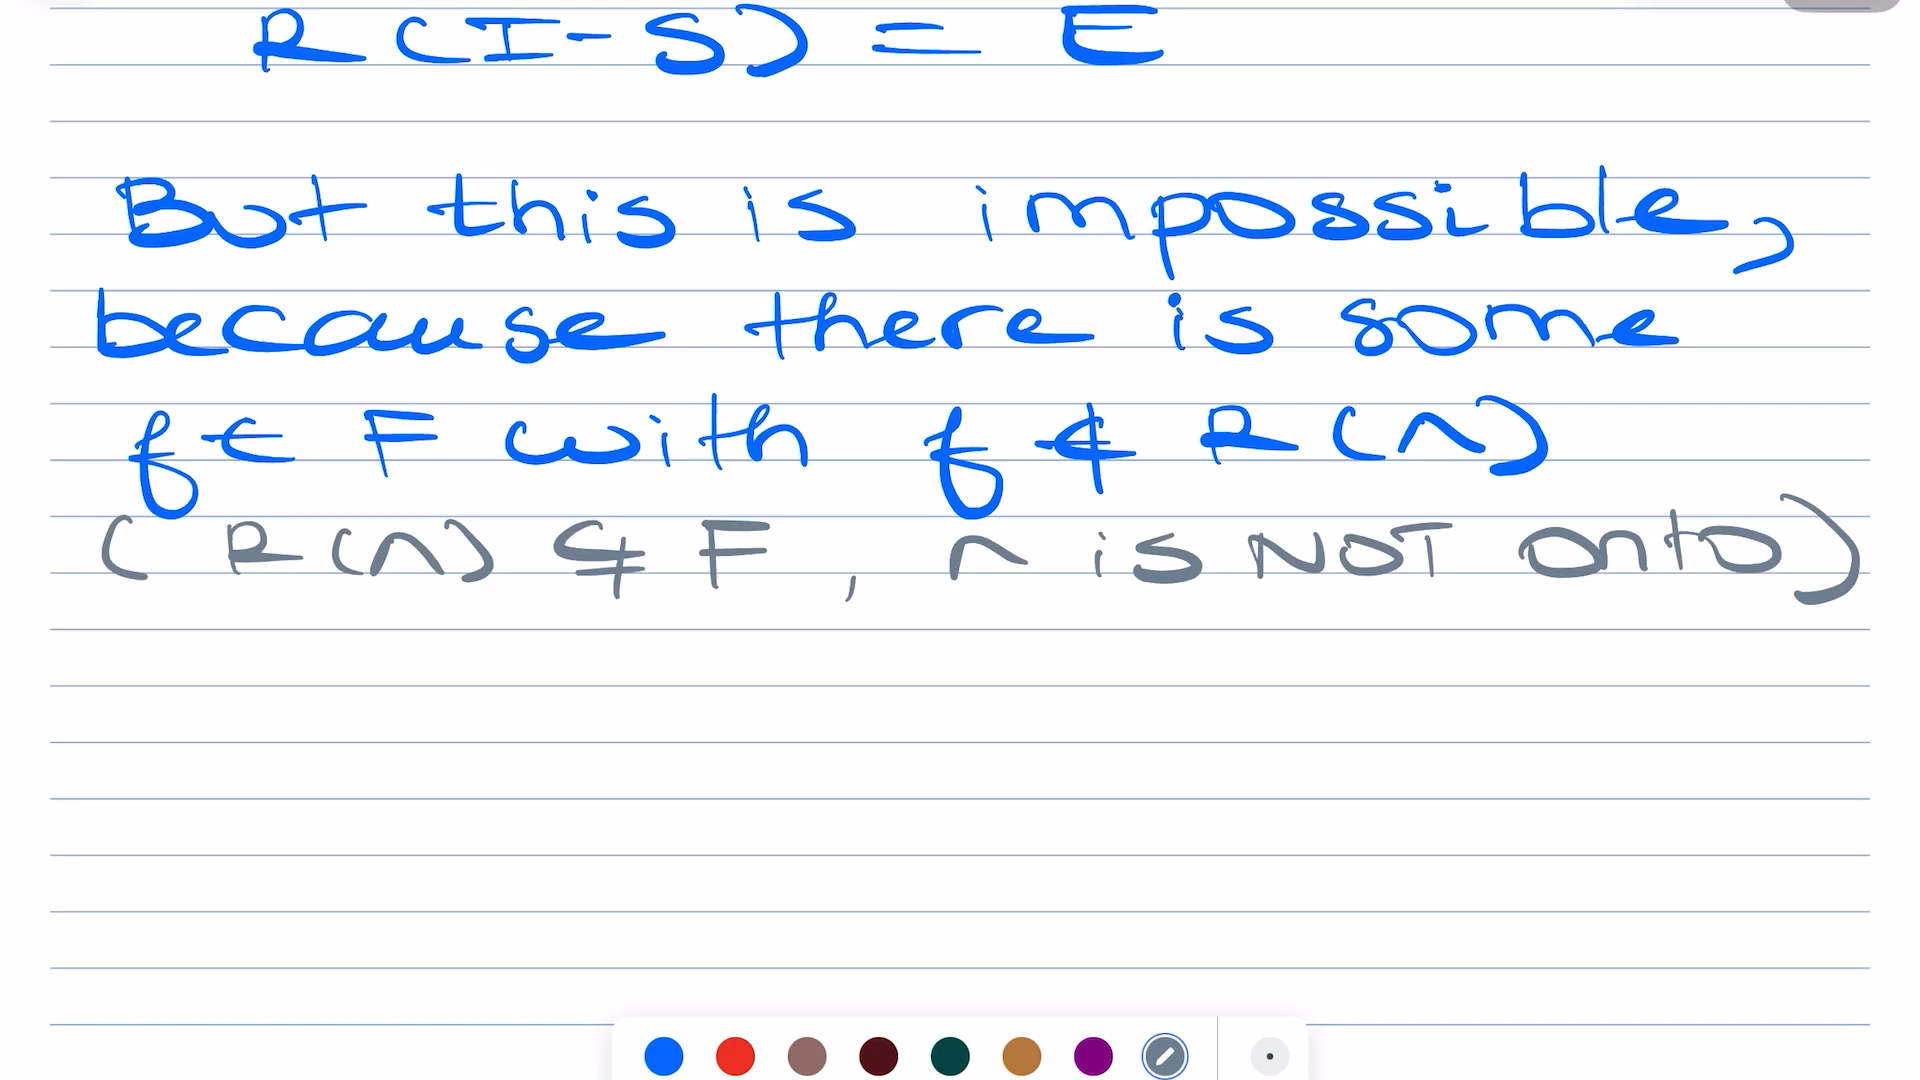 R(I-S) = E
But this is impossible,
because there is some
f ∈ F with f ∉ R(Λ)
(R(Λ) ⊊ F, Λ is NOT onto)